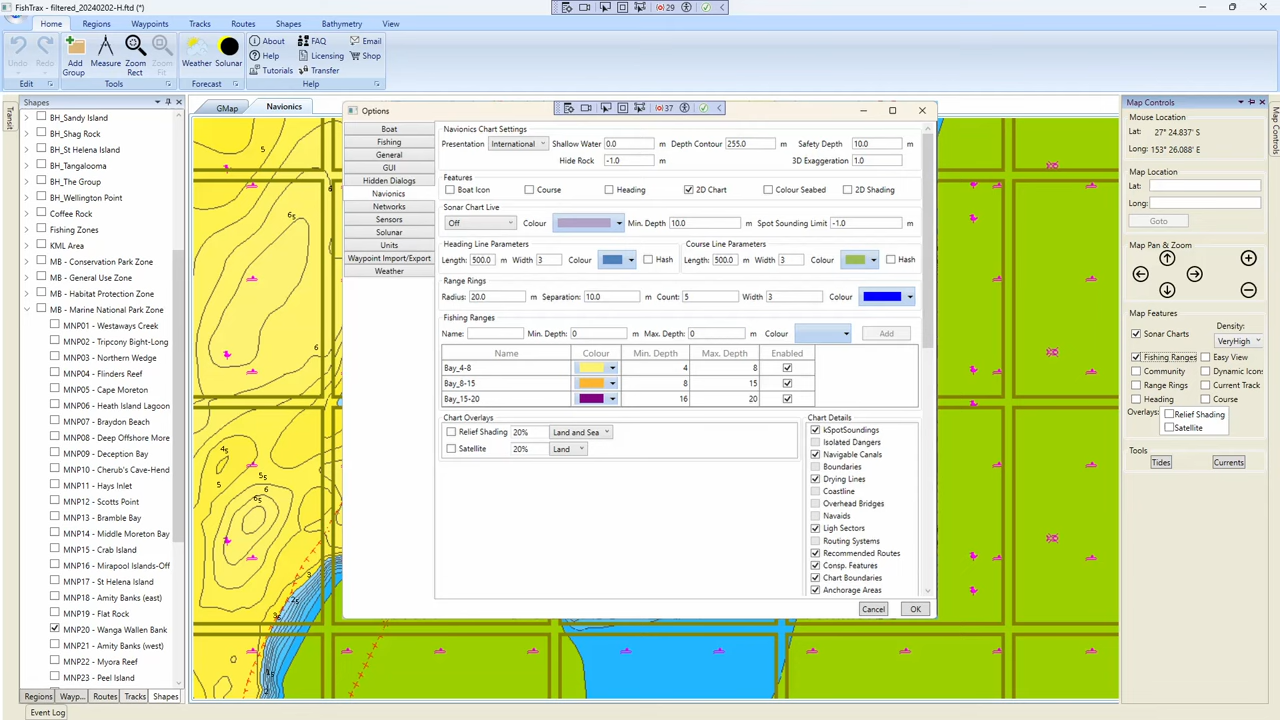 FishTrax - filtered_20240202-H.ftd (*)
29
Home Regions Waypoints Tracks Routes Shapes Bathymetry View
Undo Redo Add Group Measure Zoom Rect Zoom Fit Weather Solunar
About FAQ Email
Help Licensing Shop
Tutorials Transfer
Edit Tools Forecast Help
Transit
Shapes
BH_Sandy Island
BH_Shag Rock
BH_St Helena Island
BH_Tangalooma
BH_The Group
BH_Wellington Point
Coffee Rock
Fishing Zones
KML Area
MB - Conservation Park Zone
MB - General Use Zone
MB - Habitat Protection Zone
MB - Marine National Park Zone
MNP01 - Westaways Creek
MNP02 - Tripcony Bight-Long
MNP03 - Northern Wedge
MNP04 - Flinders Reef
MNP05 - Cape Moreton
MNP06 - Heath Island Lagoon
MNP07 - Braydon Beach
MNP08 - Deep Offshore More
MNP09 - Deception Bay
MNP10 - Cherub's Cave-Hend
MNP11 - Hays Inlet
MNP12 - Scotts Point
MNP13 - Bramble Bay
MNP14 - Middle Moreton Bay
MNP15 - Crab Island
MNP16 - Mirapool Islands-Off
MNP17 - St Helena Island
MNP18 - Amity Banks (east)
MNP19 - Flat Rock
MNP20 - Wanga Wallen Bank
MNP21 - Amity Banks (west)
MNP22 - Myora Reef
MNP23 - Peel Island
Regions Wayp... Routes Tracks Shapes
Event Log
GMap Navionics
Options
37
Boat
Fishing
General
GUI
Hidden Dialogs
Navionics
Networks
Sensors
Solunar
Units
Waypoint Import/Export
Weather
Navionics Chart Settings
Presentation International Shallow Water 0.0 m Depth Contour 255.0 m Safety Depth 10.0 m
Hide Rock -1.0 m 3D Exaggeration 1.0
Features
Boat Icon Course Heading 2D Chart Colour Seabed 2D Shading
Sonar Chart Live
Off Colour Min. Depth 10.0 m Spot Sounding Limit -1.0 m
Heading Line Parameters Course Line Parameters
Length: 500.0 m Width 3 Colour Hash Length: 500.0 m Width 3 Colour Hash
Range Rings
Radius: 20.0 m Separation: 10.0 m Count: 5 Width 3 Colour
Fishing Ranges
Name: Min. Depth: 0 m Max. Depth: 0 m Colour Add
Name Colour Min. Depth Max. Depth Enabled
Bay_4-8 4 8
Bay_8-15 8 15
Bay_15-20 16 20
Chart Overlays
Relief Shading 20% Land and Sea
Satellite 20% Land
Chart Details
kSpotSoundings
Isolated Dangers
Navigable Canals
Boundaries
Drying Lines
Coastline
Overhead Bridges
Navaids
Ligh Sectors
Routing Systems
Recommended Routes
Consp. Features
Chart Boundaries
Anchorage Areas
Cancel OK
Map Controls
Mouse Location
Lat: 27° 24.837' S
Long: 153° 26.088' E
Map Location
Lat:
Long:
Goto
Map Pan & Zoom
Map Features
Sonar Charts Density: VeryHigh
Fishing Ranges Easy View
Community Dynamic Icons
Range Rings Current Track
Heading Course
Overlays: Relief Shading
Satellite
Tools
Tides Currents
Map Controls